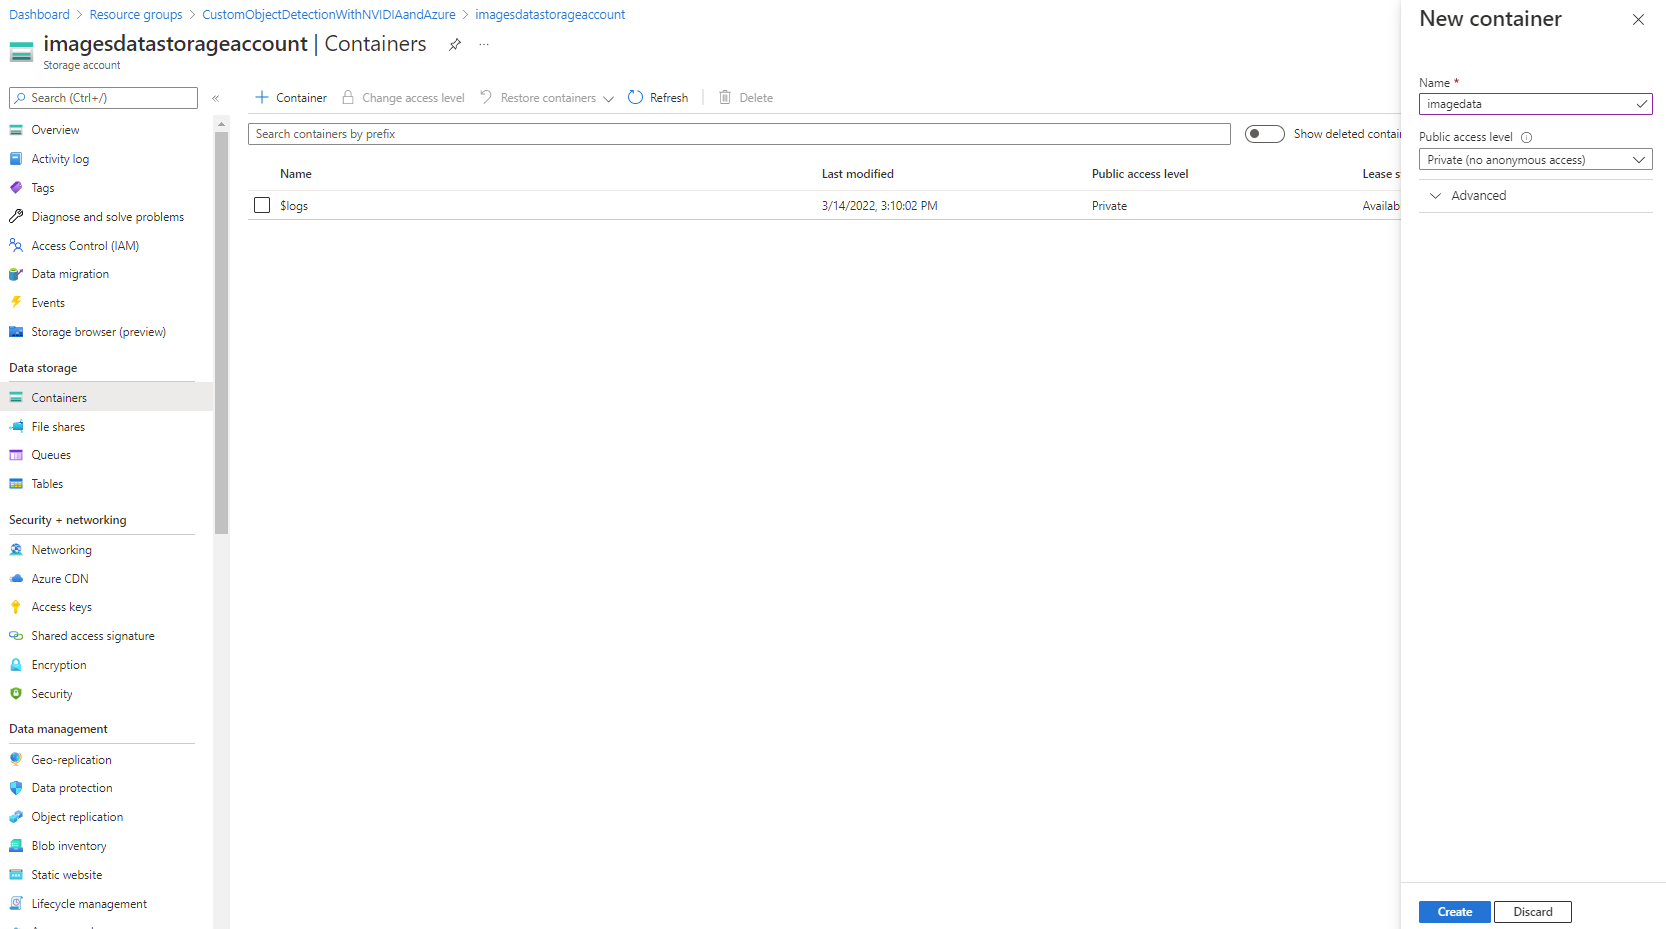 Dashboard > Resource groups > CustomObjectDetectionWithNVIDIAandAzure > imagesdatastorageaccount
imagesdatastorageaccount | Containers ...
Storage account
Search (Ctrl+/)
Overview
Activity log
Tags
Diagnose and solve problems
Access Control (IAM)
Data migration
Events
Storage browser (preview)
Data storage
Containers
File shares
Queues
Tables
Security + networking
Networking
Azure CDN
Access keys
Shared access signature
Encryption
Security
Data management
Geo-replication
Data protection
Object replication
Blob inventory
Static website
Lifecycle management
+ Container Change access level Restore containers Refresh Delete
Search containers by prefix
Show deleted contai
Name Last modified Public access level Lease s
$logs 3/14/2022, 3:10:02 PM Private Availab
New container
Name *
imagedata
Public access level
Private (no anonymous access)
Advanced
Create Discard